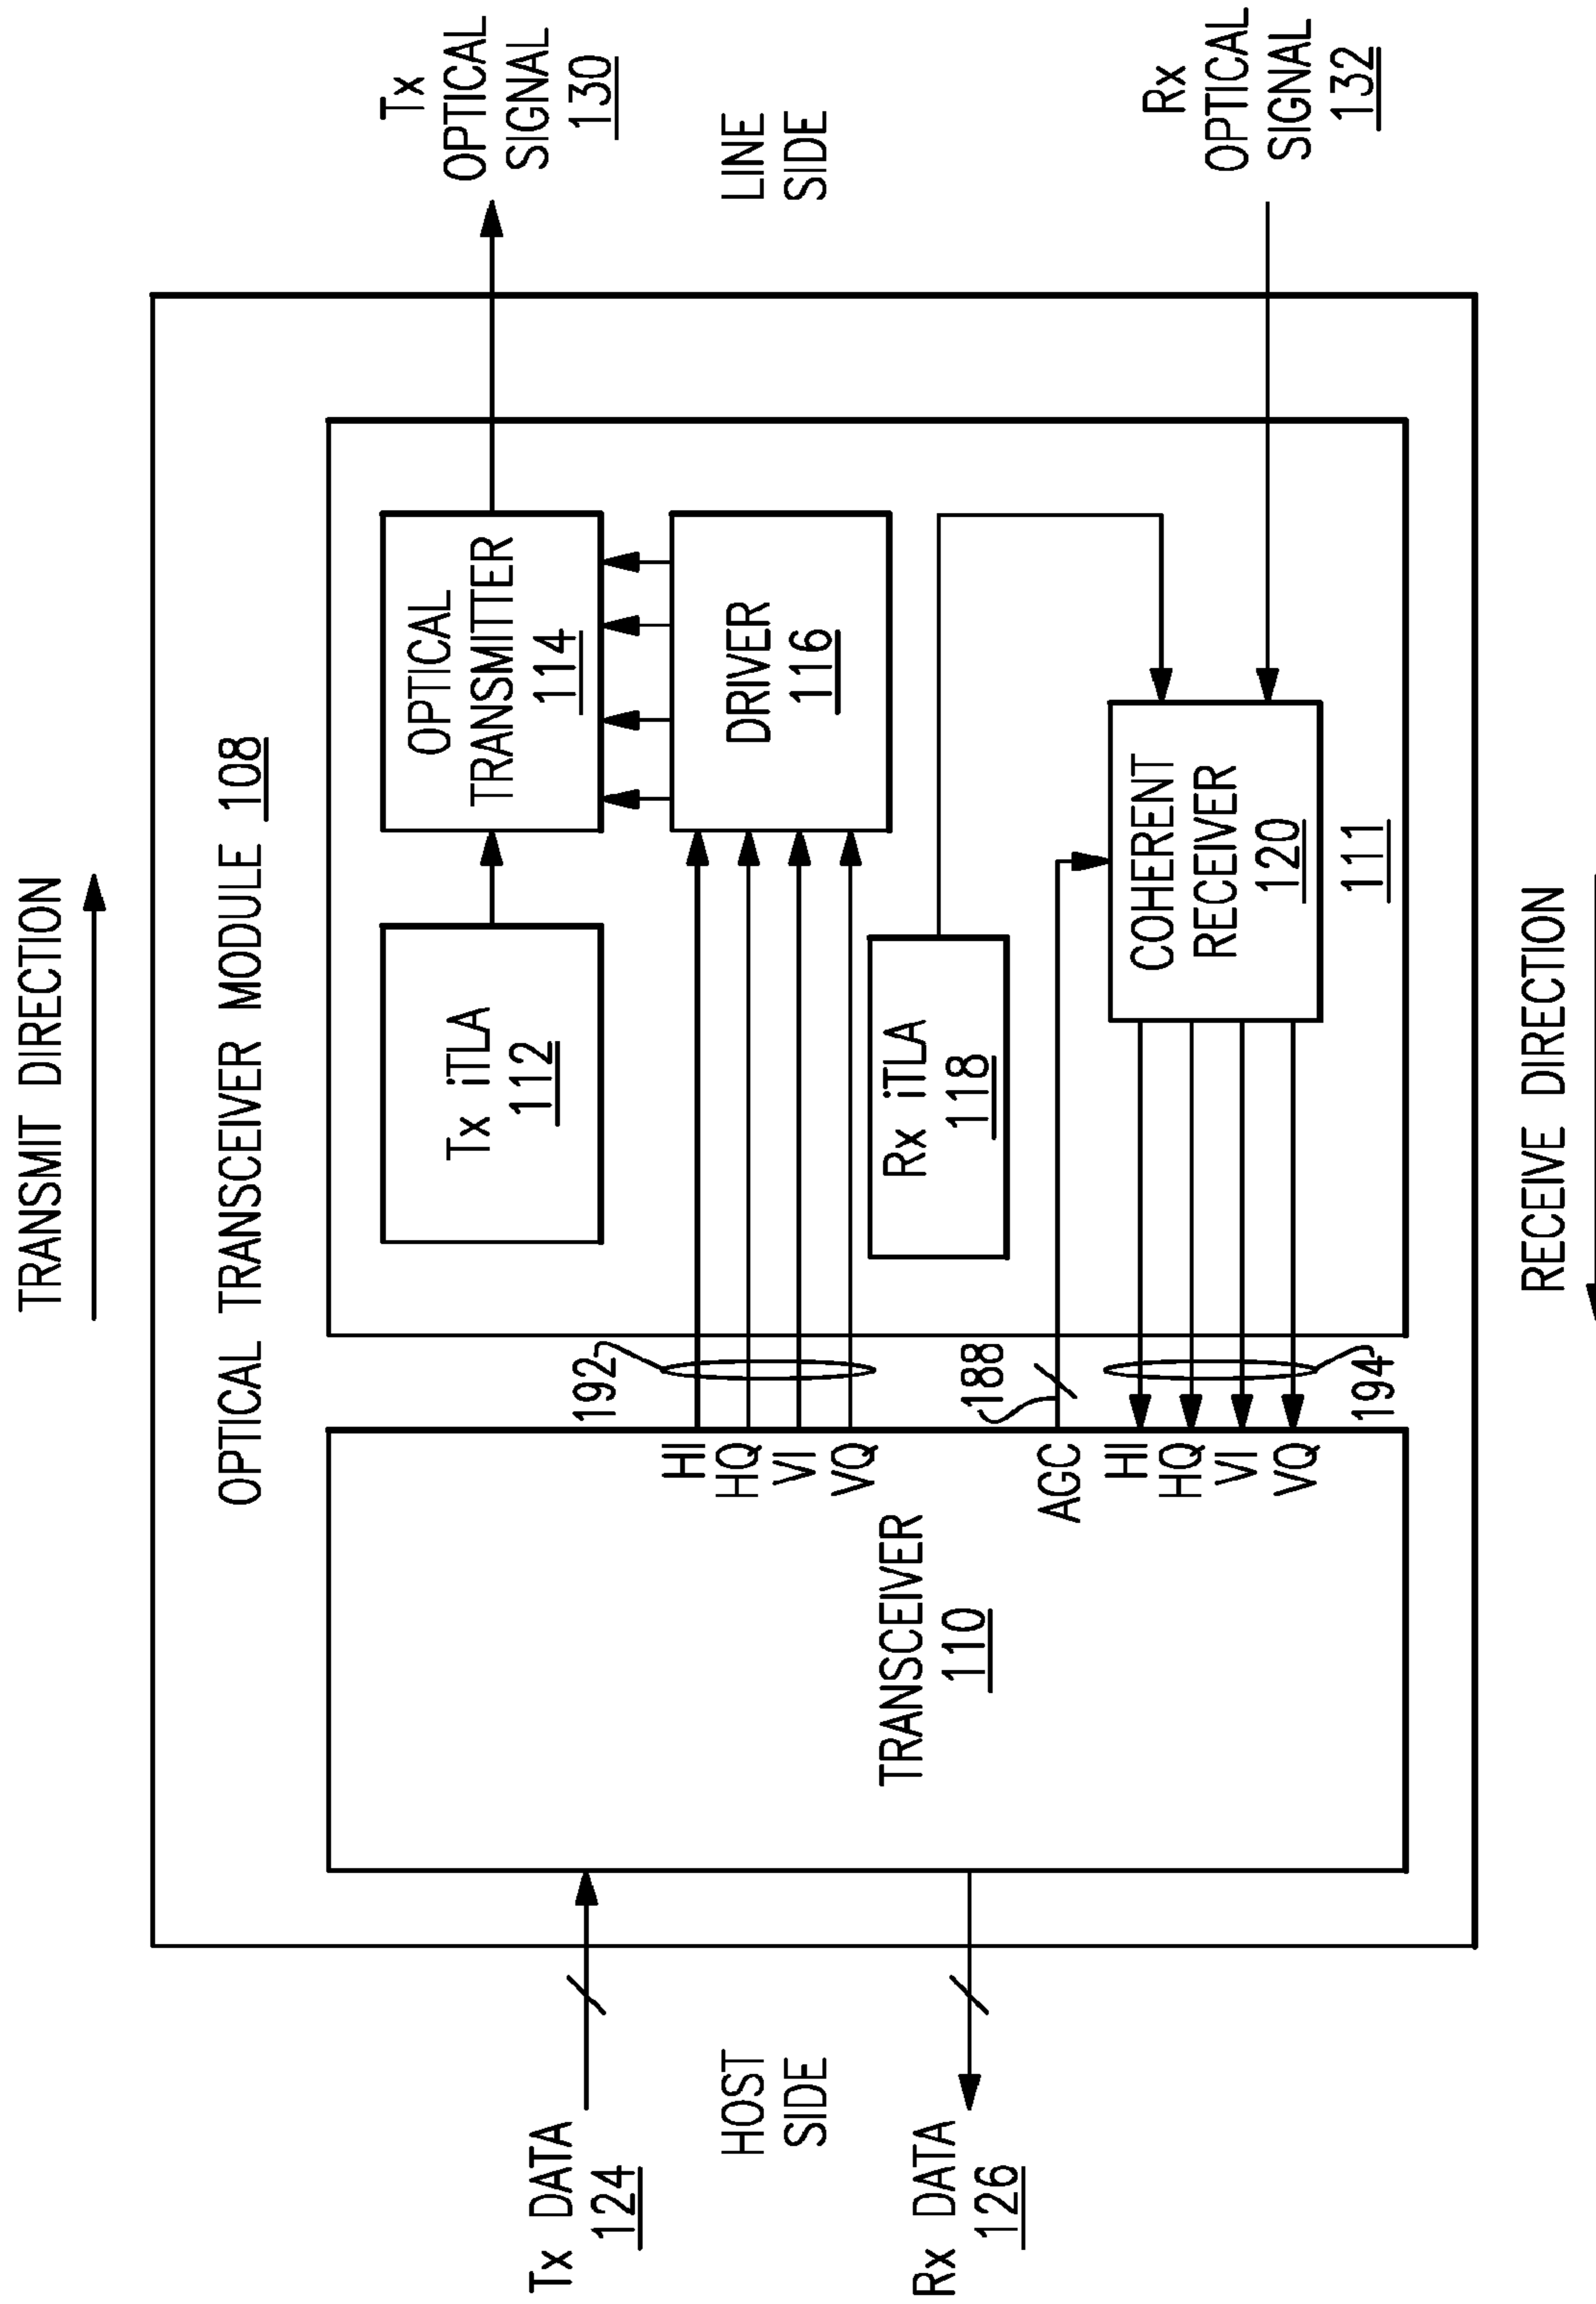 TRANSMIT DIRECTION
OPTICAL TRANSCEIVER MODULE 108
Tx DATA
124
HOST
SIDE
Rx DATA
126
TRANSCEIVER
110
HI
HQ
VI
VQ
AGC
HI
HQ
VI
VQ
192
188
194
Tx iTLA
112
OPTICAL
TRANSMITTER
114
DRIVER
116
Rx iTLA
118
COHERENT
RECEIVER
120
111
Tx
OPTICAL
SIGNAL
130
LINE
SIDE
Rx
OPTICAL
SIGNAL
132
RECEIVE DIRECTION